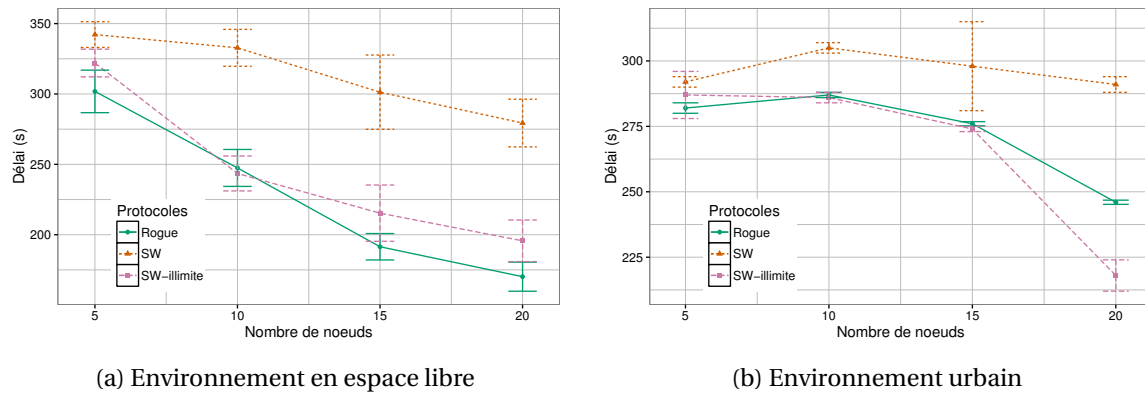 350
300
250
200
Délai (s)
Protocoles
Rogue
SW
SW−illimite
5 10 15 20
Nombre de noeuds
(a) Environnement en espace libre
300
275
250
225
Délai (s)
Protocoles
Rogue
SW
SW−illimite
5 10 15 20
Nombre de noeuds
(b) Environnement urbain